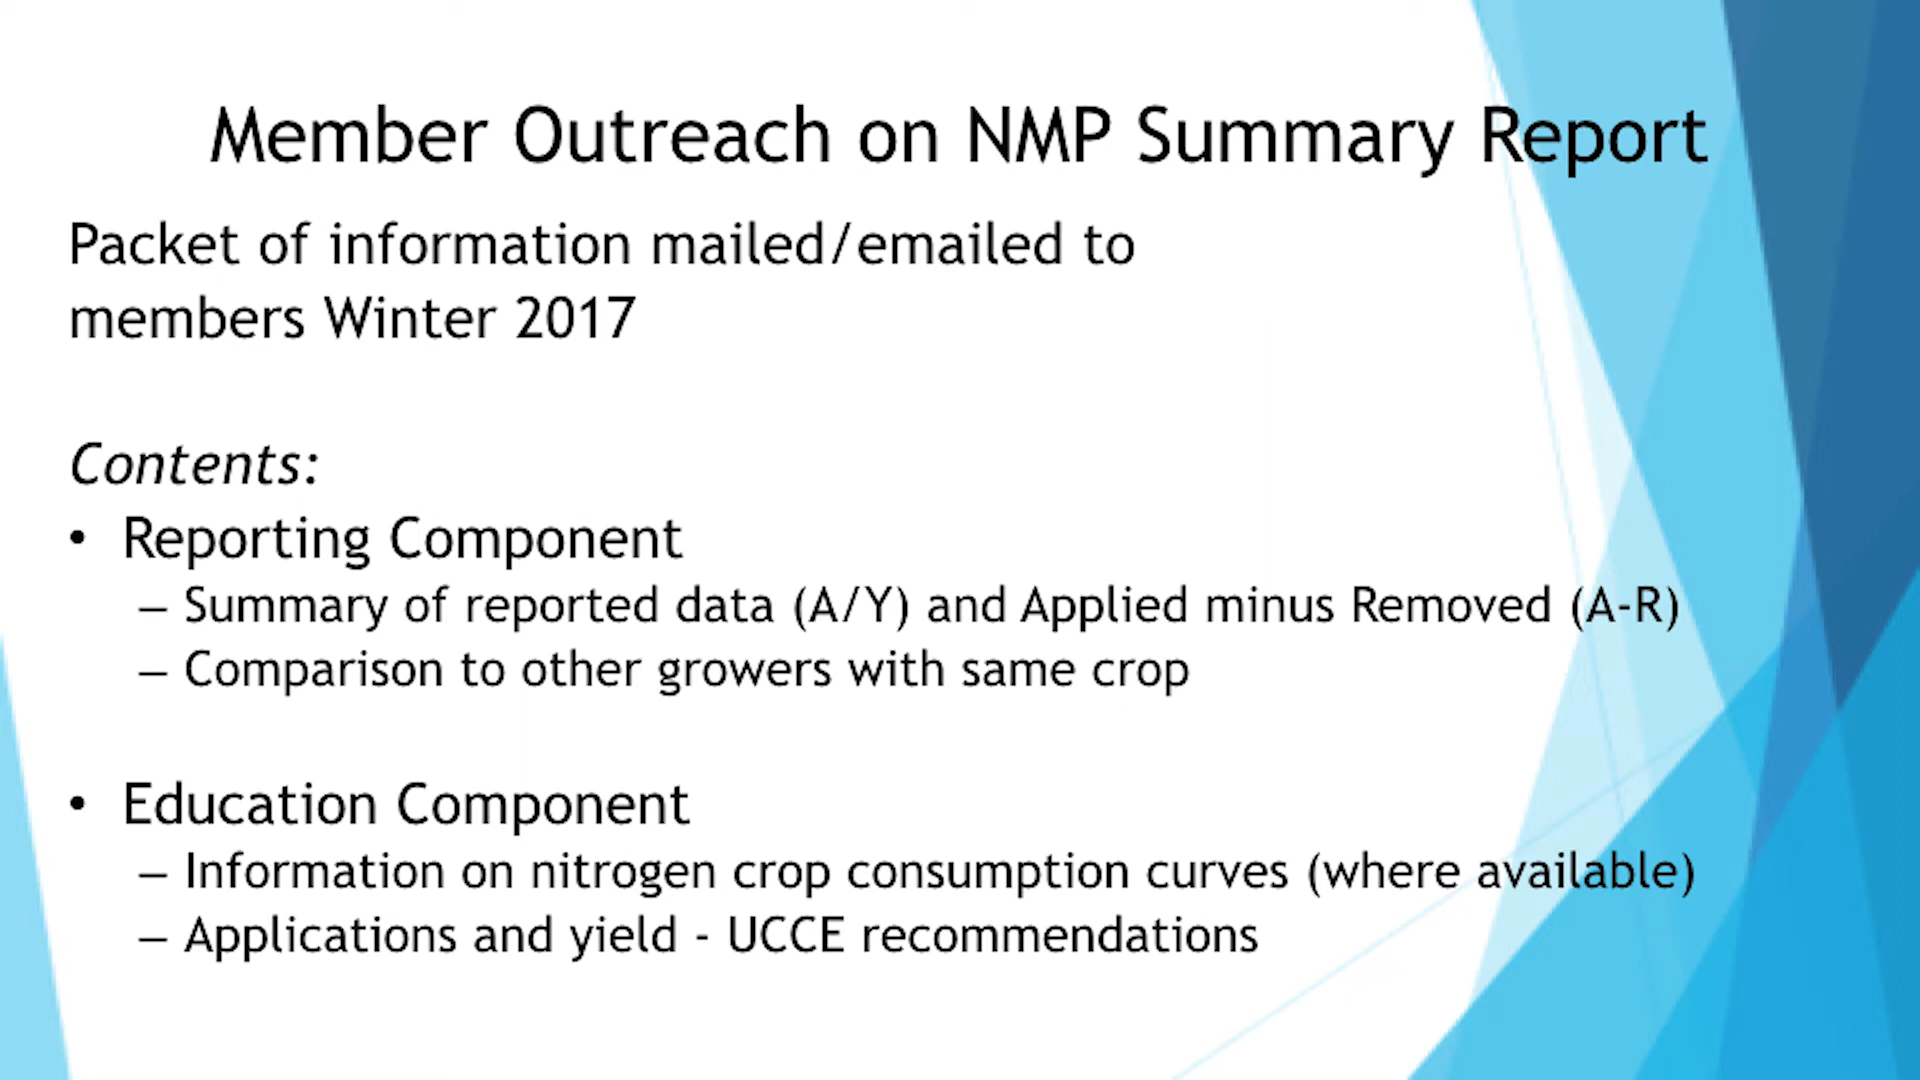 Member Outreach on NMP Summary Report
Packet of information mailed/emailed to
members Winter 2017
Contents:
• Reporting Component
– Summary of reported data (A/Y) and Applied minus Removed (A-R)
– Comparison to other growers with same crop
• Education Component
– Information on nitrogen crop consumption curves (where available)
– Applications and yield - UCCE recommendations